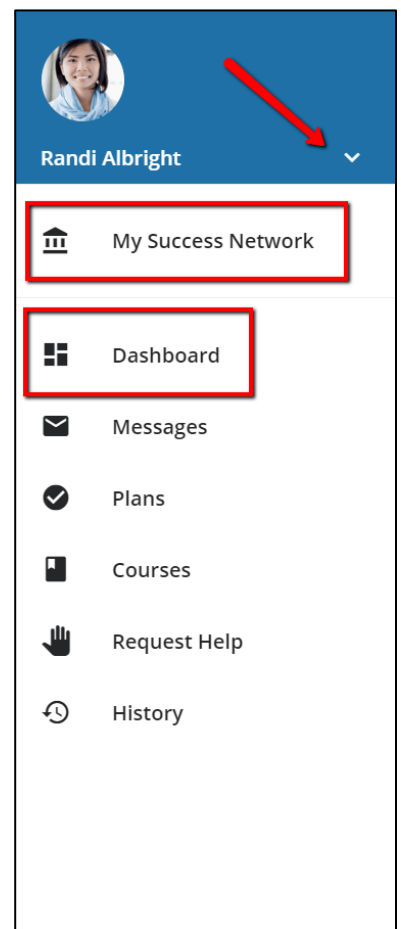 Randi Albright
My Success Network
Dashboard
Messages
Plans
Courses
Request Help
History